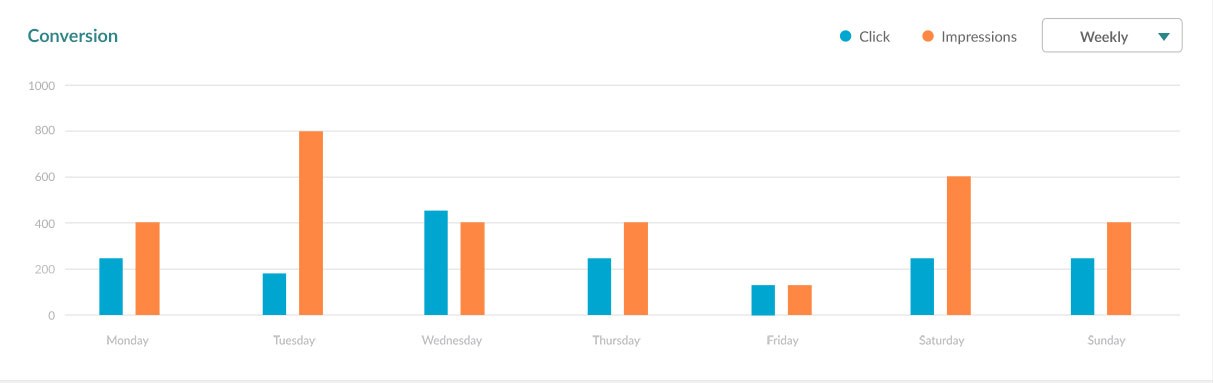 Conversion
Click
Impressions
Weekly
1000
800
600
400
200
0
Monday
Tuesday
Wednesday
Thursday
Friday
Saturday
Sunday